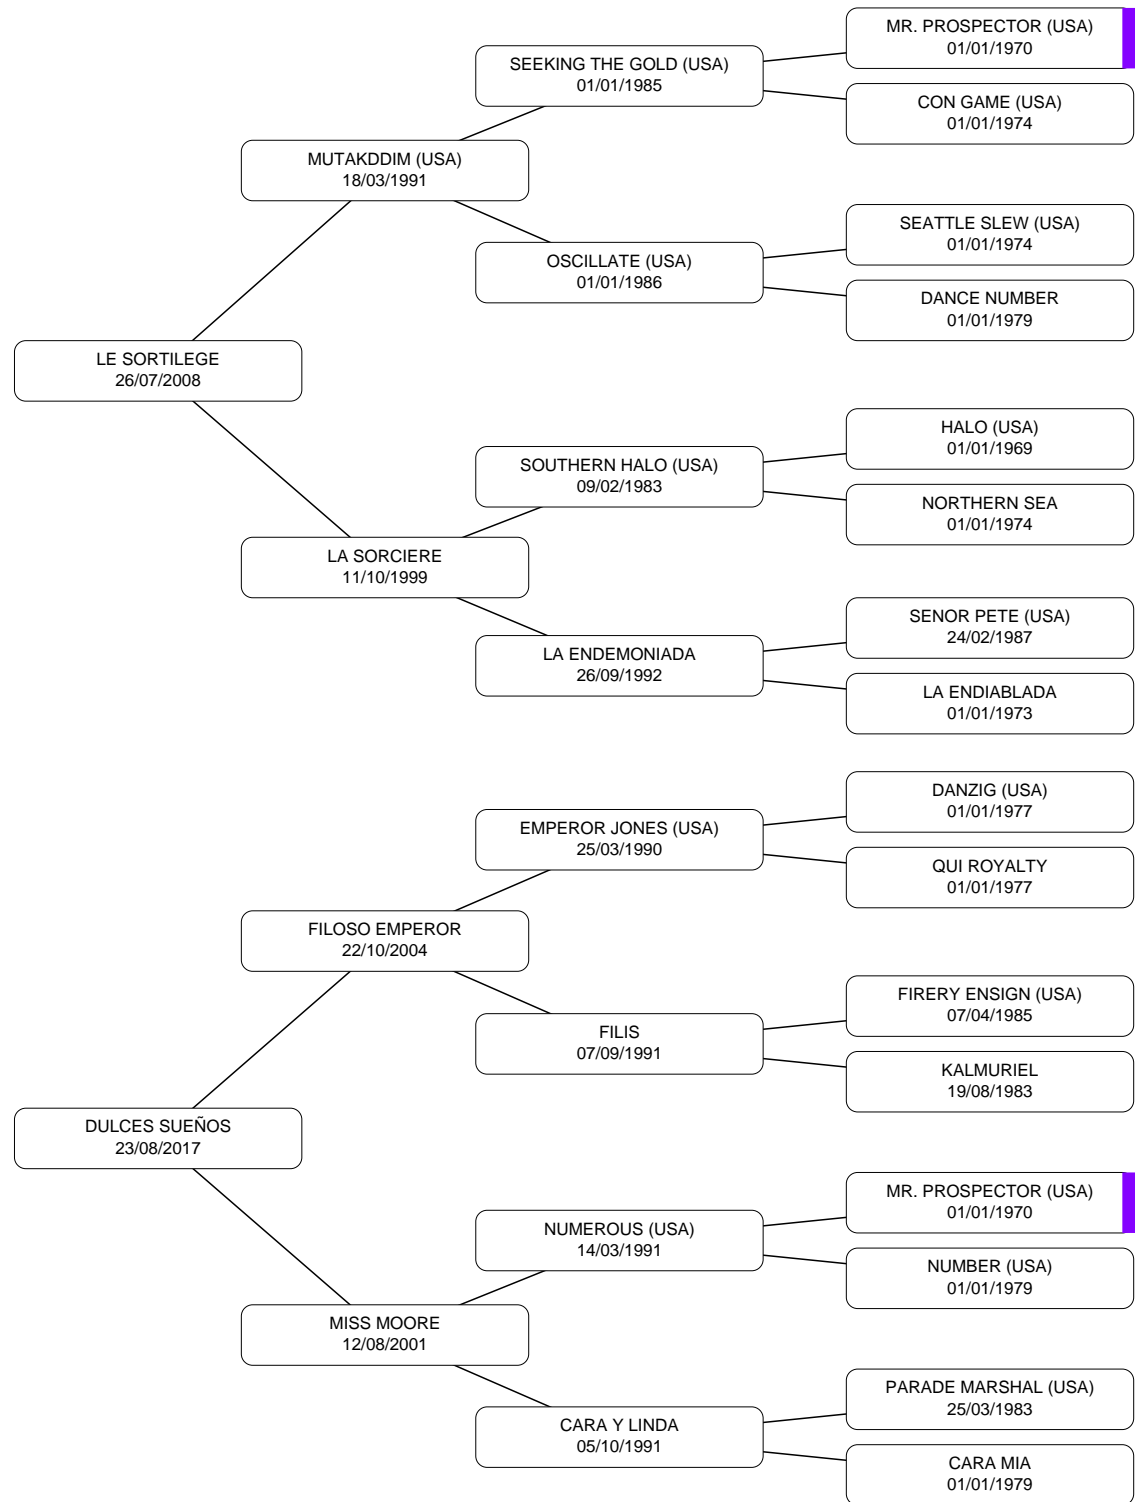 MR. PROSPECTOR (USA)
01/01/1970
SEEKING THE GOLD (USA)
01/01/1985
CON GAME (USA)
01/01/1974
MUTAKDDIM (USA)
18/03/1991
SEATTLE SLEW (USA)
01/01/1974
OSCILLATE (USA)
01/01/1986
DANCE NUMBER
01/01/1979
LE SORTILEGE
26/07/2008
HALO (USA)
01/01/1969
SOUTHERN HALO (USA)
09/02/1983
NORTHERN SEA
01/01/1974
LA SORCIERE
11/10/1999
SENOR PETE (USA)
24/02/1987
LA ENDEMONIADA
26/09/1992
LA ENDIABLADA
01/01/1973
DANZIG (USA)
01/01/1977
EMPEROR JONES (USA)
25/03/1990
QUI ROYALTY
01/01/1977
FILOSO EMPEROR
22/10/2004
FIRERY ENSIGN (USA)
07/04/1985
FILIS
07/09/1991
KALMURIEL
19/08/1983
DULCES SUEÑOS
23/08/2017
MR. PROSPECTOR (USA)
01/01/1970
NUMEROUS (USA)
14/03/1991
NUMBER (USA)
01/01/1979
MISS MOORE
12/08/2001
PARADE MARSHAL (USA)
25/03/1983
CARA Y LINDA
05/10/1991
CARA MIA
01/01/1979